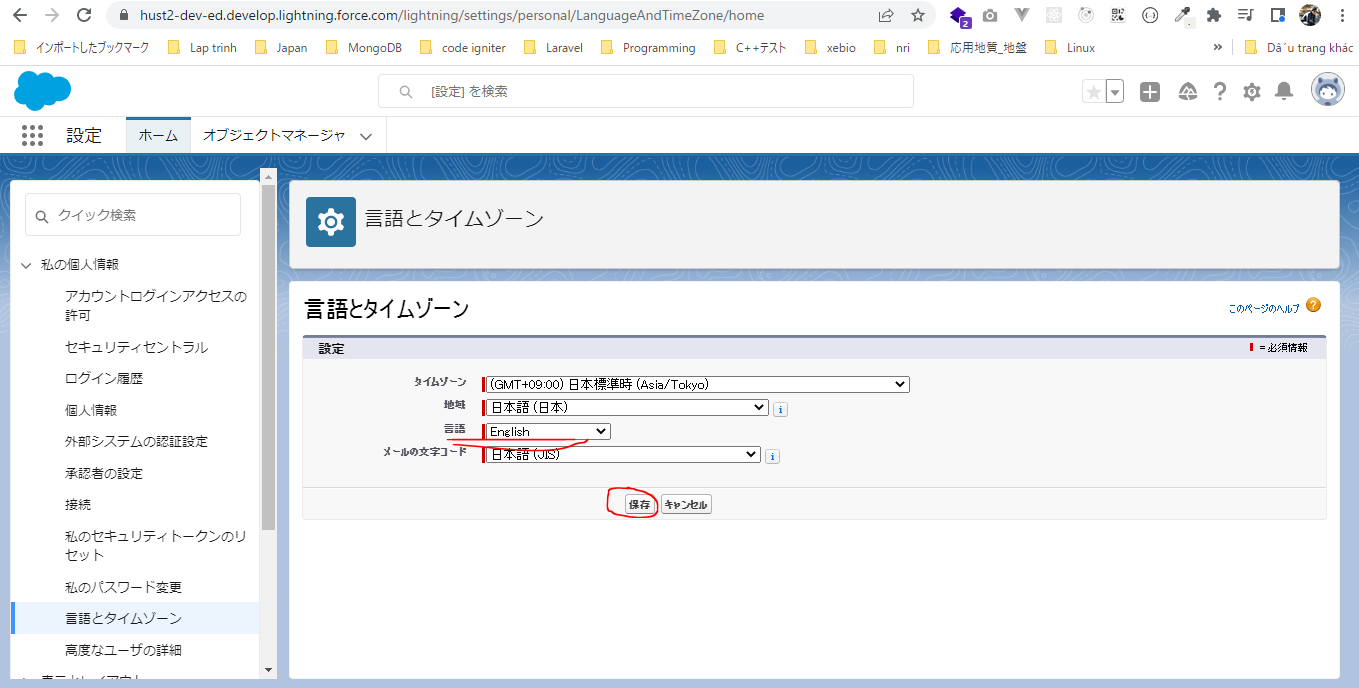 hust2-dev-ed.develop.lightning.force.com/lightning/settings/personal/LanguageAndTimeZone/home
2
インポートしたブックマーク Lap trinh Japan MongoDB code igniter Laravel Programming C++テスト xebio nri 応用地質_地盤 Linux » Dấu trang khác
[設定] を検索
設定 ホーム オブジェクトマネージャ
クイック検索
私の個人情報
アカウントログインアクセスの
許可
セキュリティセントラル
ログイン履歴
個人情報
外部システムの認証設定
承認者の設定
接続
私のセキュリティトークンのリ
セット
私のパスワード変更
言語とタイムゾーン
高度なユーザの詳細
言語とタイムゾーン
言語とタイムゾーン
このページのヘルプ ?
設定
= 必須情報
タイムゾーン (GMT+09:00) 日本標準時 (Asia/Tokyo)
地域 日本語 (日本) i
言語 English
メールの文字コード 日本語 (JIS) i
保存 キャンセル